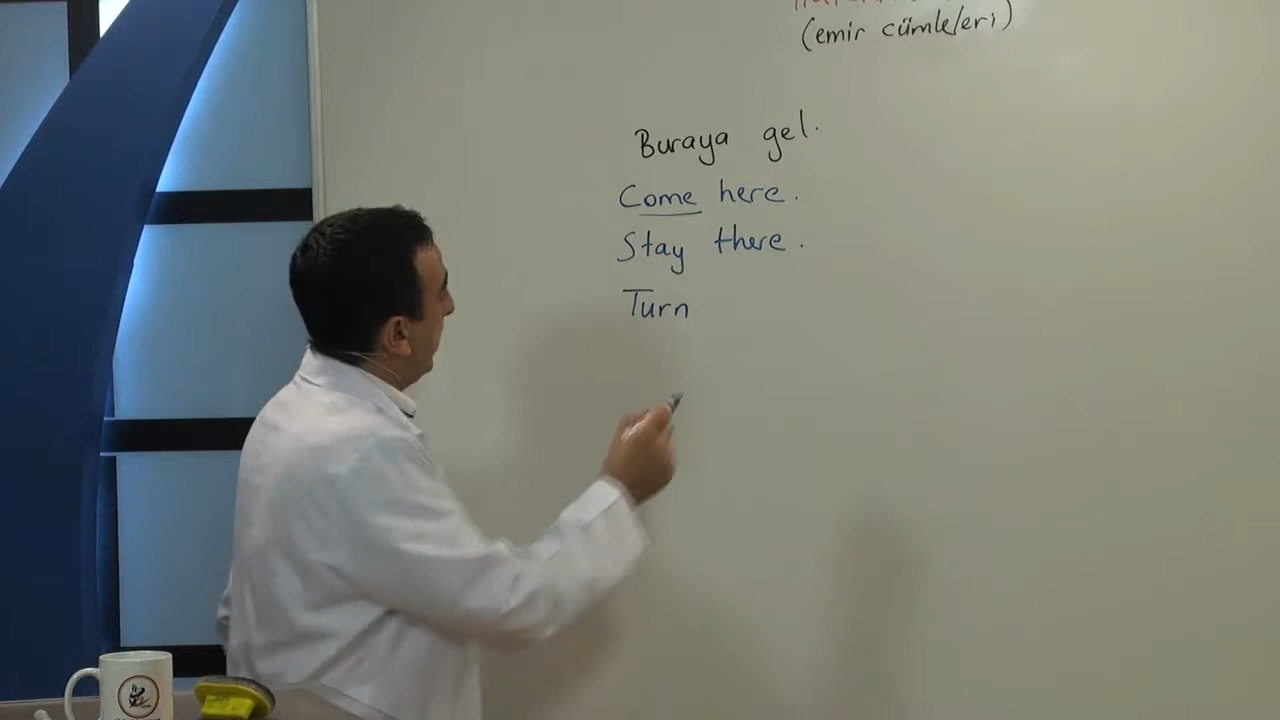 (emir cümleleri)
Buraya gel.
Come here.
Stay there.
Turn